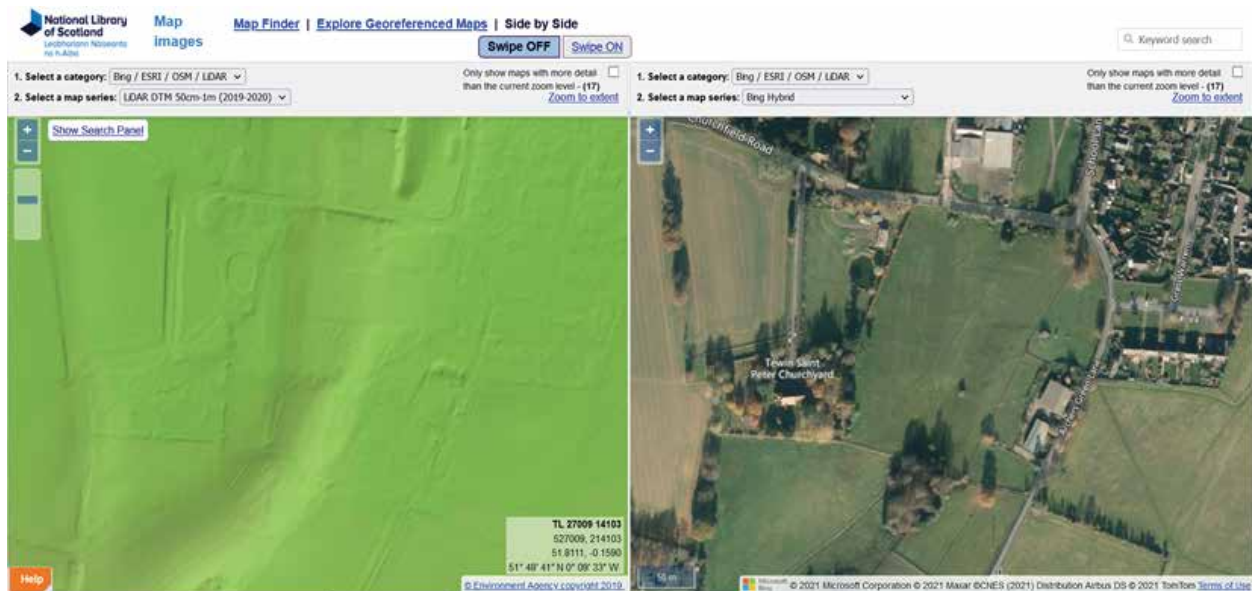 National Library
of Scotland
Leabharlann Nàiseanta
na h-Alba
Map
images
Map Finder | Explore Georeferenced Maps | Side by Side
Swipe OFF Swipe ON
Keyword search
1. Select a category: Bing / ESRI / OSM / LiDAR
2. Select a map series: LiDAR DTM 50cm-1m (2019-2020)
Only show maps with more detail
than the current zoom level - (17)
Zoom to extent
1. Select a category: Bing / ESRI / OSM / LiDAR
2. Select a map series: Bing Hybrid
Only show maps with more detail
than the current zoom level - (17)
Zoom to extent
+
−
Show Search Panel
TL 27009 14103
527009, 214103
51.8111, -0.1590
51° 48' 41" N 0° 09' 33" W
Help
© Environment Agency copyright 2019.
+
−
Churchfield Road
School Lan
Tewin Saint
Peter Churchyard
50 m
Microsoft
Bing
© 2021 Microsoft Corporation © 2021 Maxar ©CNES (2021) Distribution Airbus DS © 2021 TomTom Terms of Use